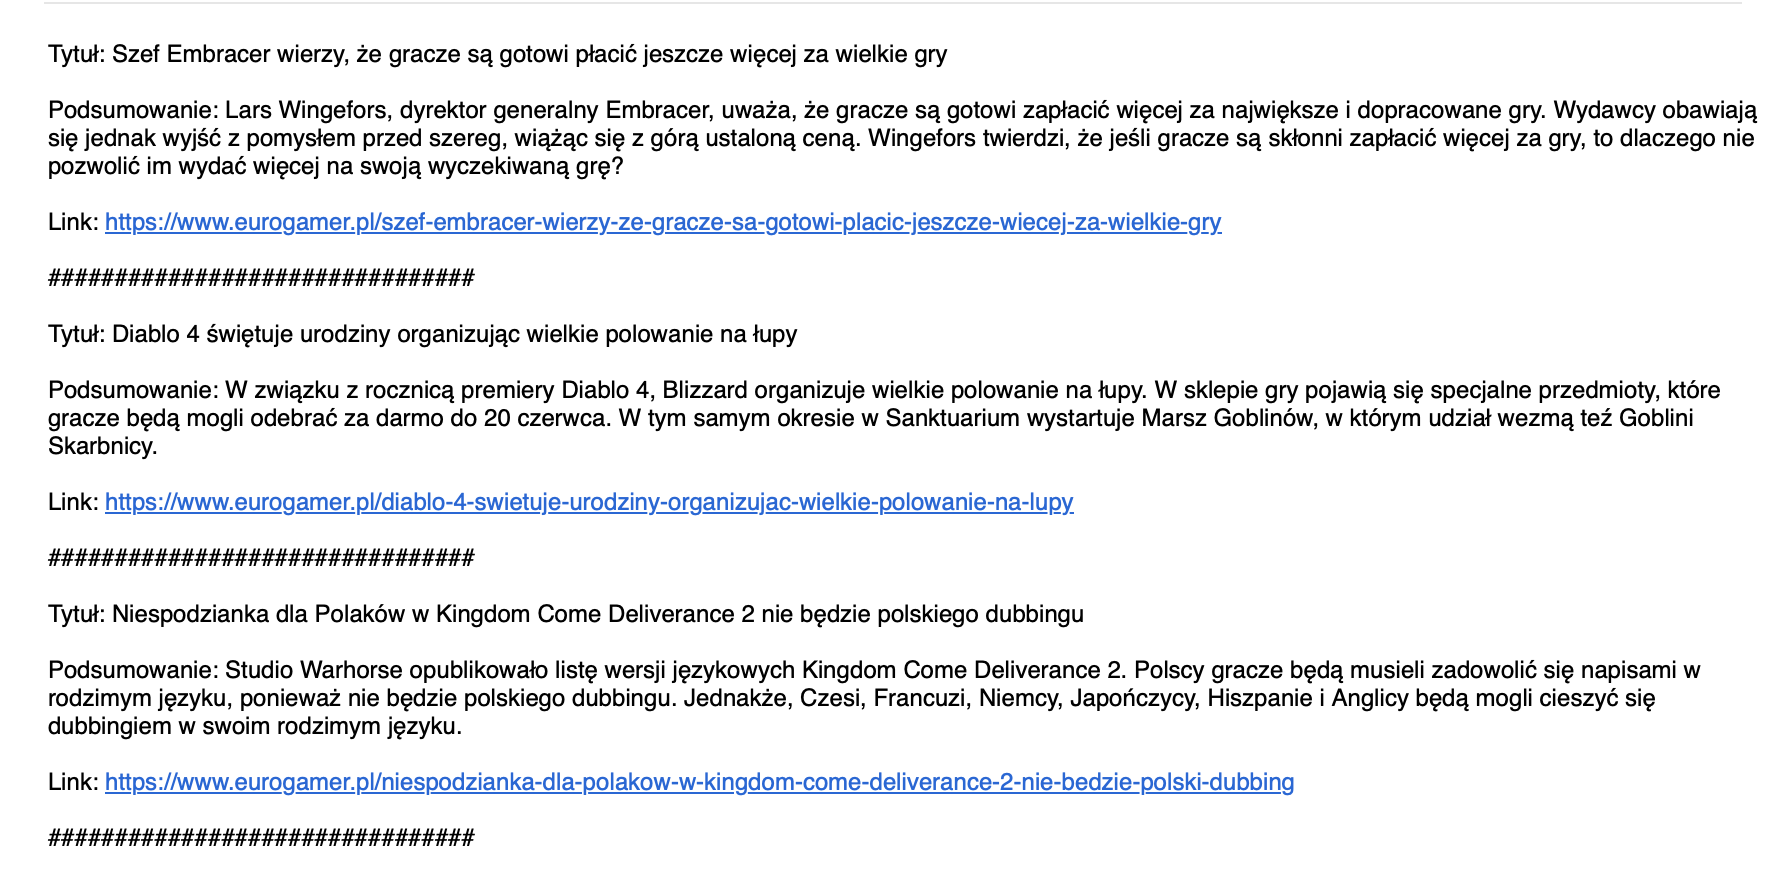 Tytuł: Szef Embracer wierzy, że gracze są gotowi płacić jeszcze więcej za wielkie gry
Podsumowanie: Lars Wingefors, dyrektor generalny Embracer, uważa, że gracze są gotowi zapłacić więcej za największe i dopracowane gry. Wydawcy obawiają
się jednak wyjść z pomysłem przed szereg, wiążąc się z górą ustaloną ceną. Wingefors twierdzi, że jeśli gracze są skłonni zapłacić więcej za gry, to dlaczego nie
pozwolić im wydać więcej na swoją wyczekiwaną grę?
Link: https://www.eurogamer.pl/szef-embracer-wierzy-ze-gracze-sa-gotowi-placic-jeszcze-wiecej-za-wielkie-gry
################################
Tytuł: Diablo 4 świętuje urodziny organizując wielkie polowanie na łupy
Podsumowanie: W związku z rocznicą premiery Diablo 4, Blizzard organizuje wielkie polowanie na łupy. W sklepie gry pojawią się specjalne przedmioty, które
gracze będą mogli odebrać za darmo do 20 czerwca. W tym samym okresie w Sanktuarium wystartuje Marsz Goblinów, w którym udział wezmą teź Goblini
Skarbnicy.
Link: https://www.eurogamer.pl/diablo-4-swietuje-urodziny-organizujac-wielkie-polowanie-na-lupy
################################
Tytuł: Niespodzianka dla Polaków w Kingdom Come Deliverance 2 nie będzie polskiego dubbingu
Podsumowanie: Studio Warhorse opublikowało listę wersji językowych Kingdom Come Deliverance 2. Polscy gracze będą musieli zadowolić się napisami w
rodzimym języku, ponieważ nie będzie polskiego dubbingu. Jednakże, Czesi, Francuzi, Niemcy, Japończycy, Hiszpanie i Anglicy będą mogli cieszyć się
dubbingiem w swoim rodzimym języku.
Link: https://www.eurogamer.pl/niespodzianka-dla-polakow-w-kingdom-come-deliverance-2-nie-bedzie-polski-dubbing
################################